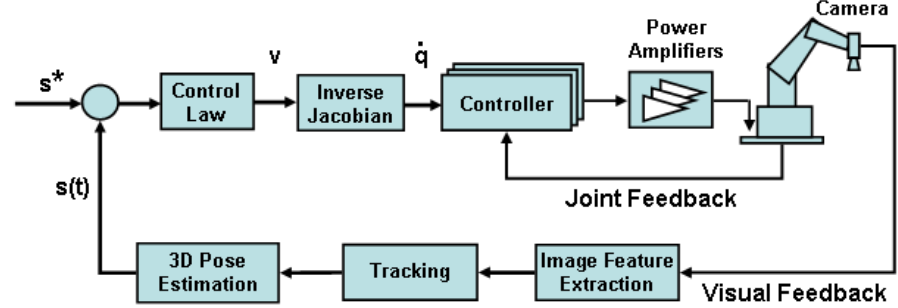 Camera
Power
Amplifiers
s*
v
q̇
Control
Law
Inverse
Jacobian
Controller
Joint Feedback
s(t)
3D Pose
Estimation
Tracking
Image Feature
Extraction
Visual Feedback